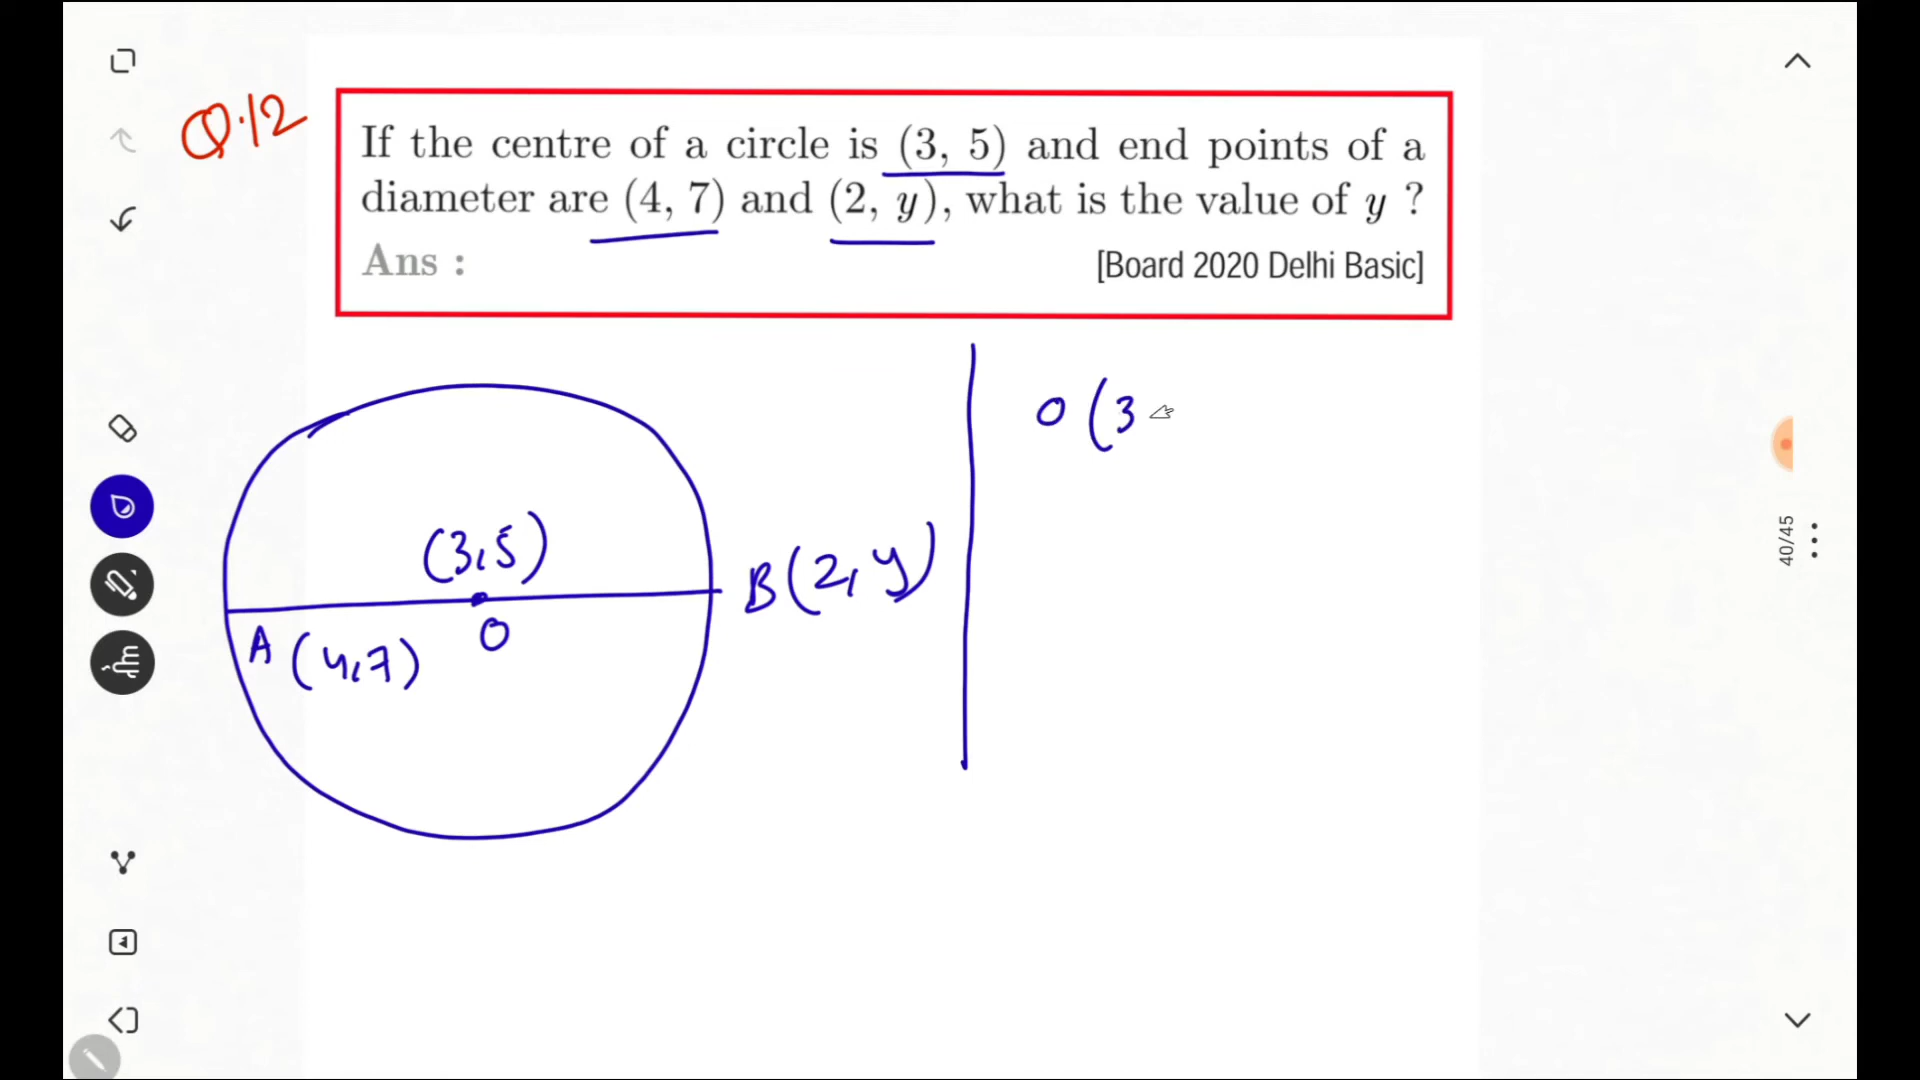 Q.12
If the centre of a circle is (3, 5) and end points of a
diameter are (4, 7) and (2, y), what is the value of y ?
Ans :
[Board 2020 Delhi Basic]
O (3
(3,5)
B(2, y)
A (4,7)
O
40/45